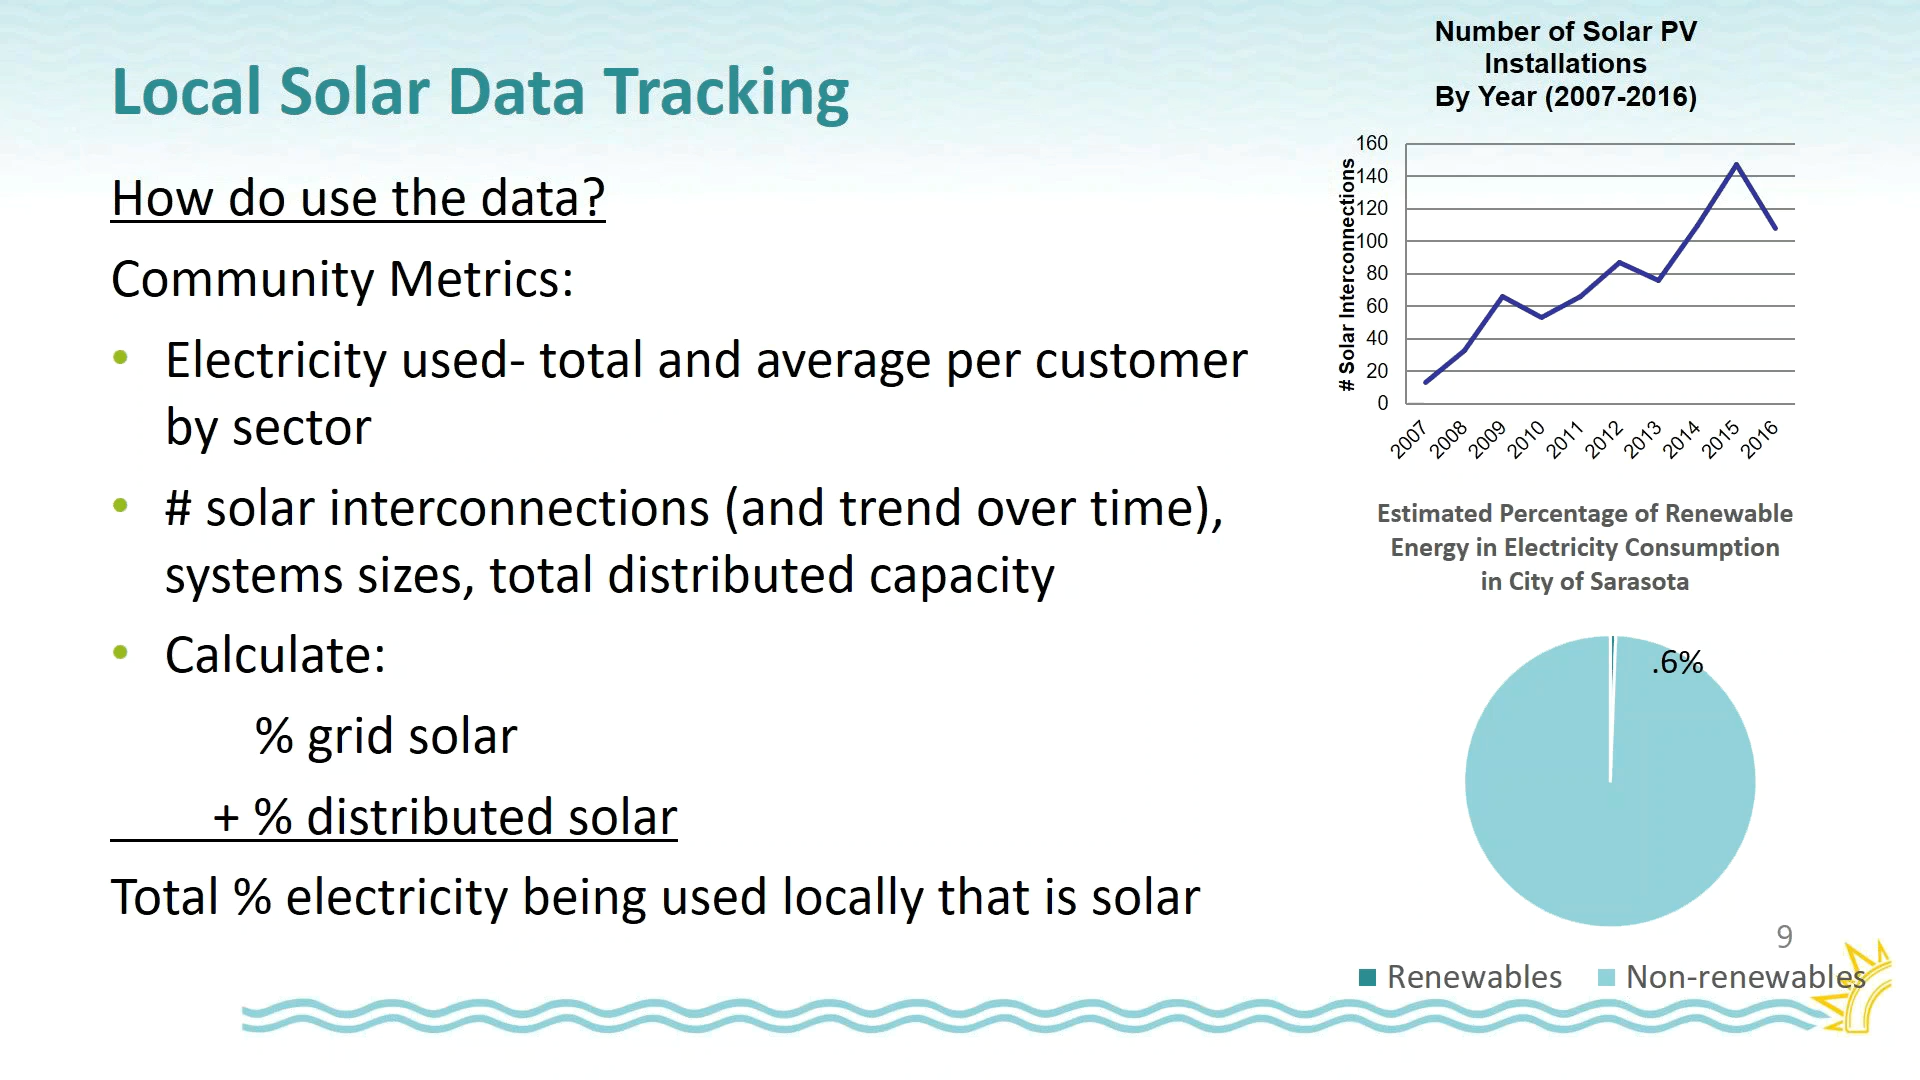 Local Solar Data Tracking
How do use the data?
Community Metrics:
• Electricity used- total and average per customer
by sector
• # solar interconnections (and trend over time),
systems sizes, total distributed capacity
• Calculate:
% grid solar
+ % distributed solar
Total % electricity being used locally that is solar
Number of Solar PV
Installations
By Year (2007-2016)
# Solar Interconnections
160
140
120
100
80
60
40
20
0
2007
2008
2009
2010
2011
2012
2013
2014
2015
2016
Estimated Percentage of Renewable
Energy in Electricity Consumption
in City of Sarasota
.6%
Renewables
Non-renewables
9